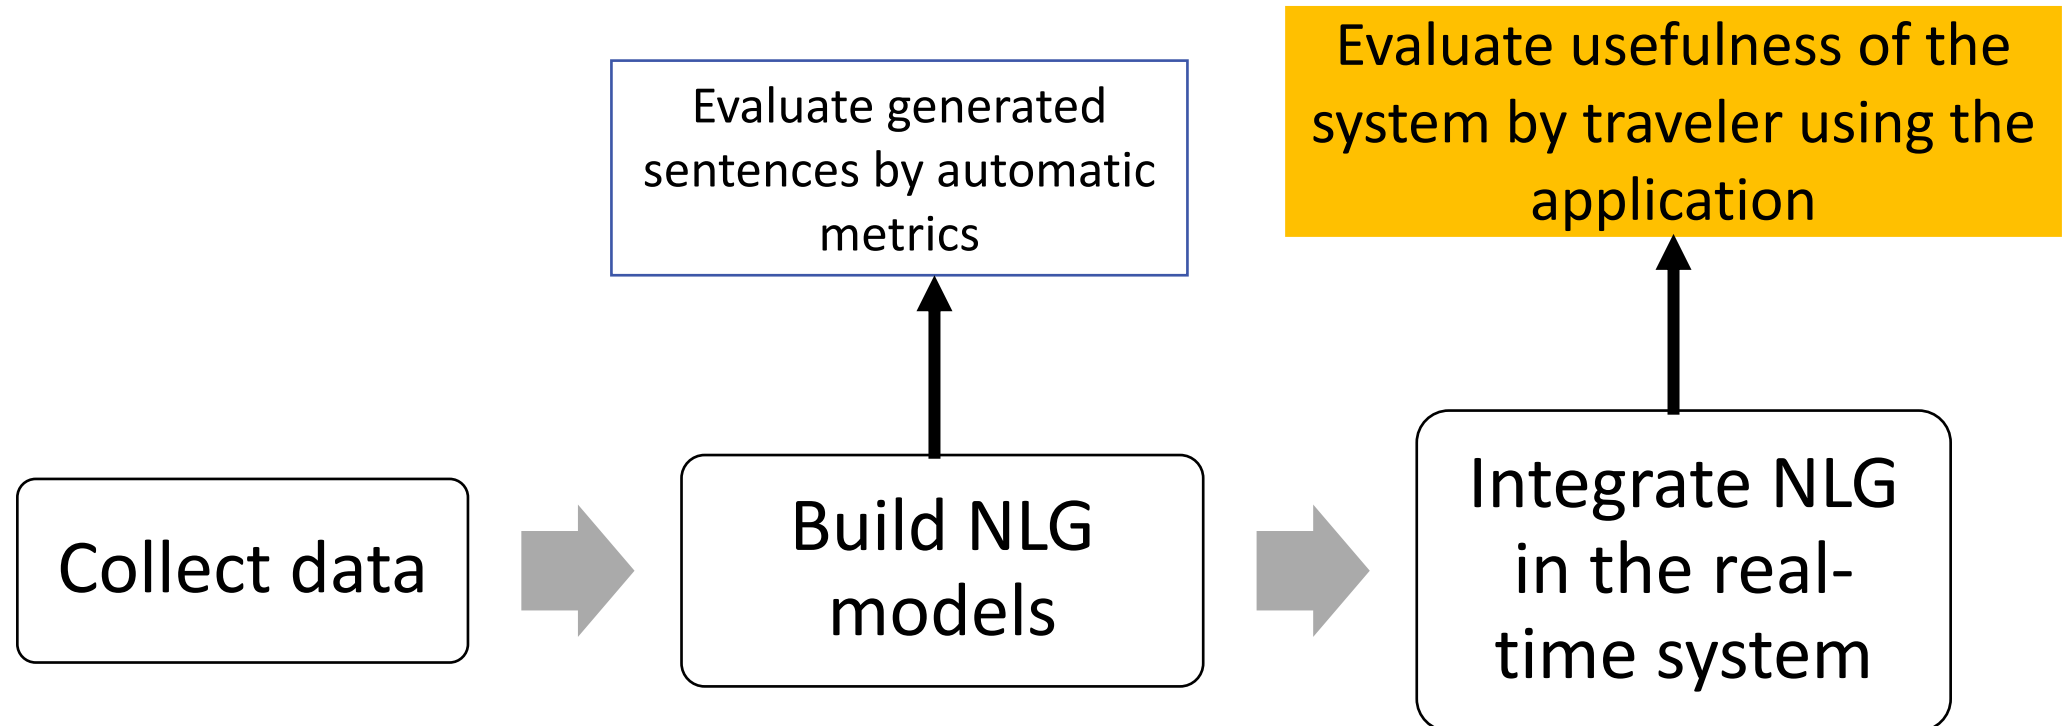 Evaluate generated
sentences by automatic
metrics
Evaluate usefulness of the
system by traveler using the
application
Collect data
Build NLG
models
Integrate NLG
in the real-
time system